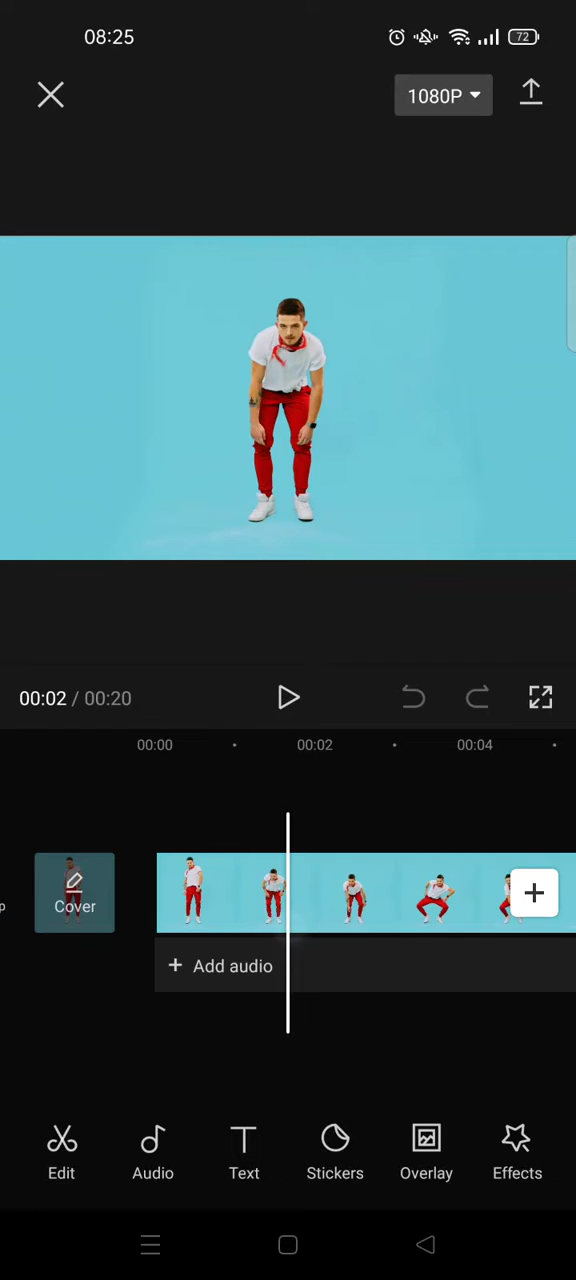 08:25
72
1080P
00:02 / 00:20
00:00
00:02
00:04
p
Cover
Add audio
Edit
Audio
Text
Stickers
Overlay
Effects